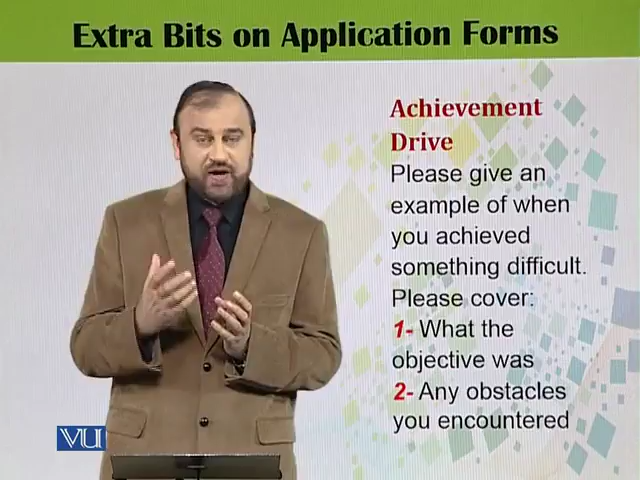 Extra Bits on Application Forms
Achievement
Drive
Please give an
example of when
you achieved
something difficult.
Please cover:
1- What the
objective was
2- Any obstacles
you encountered
VU